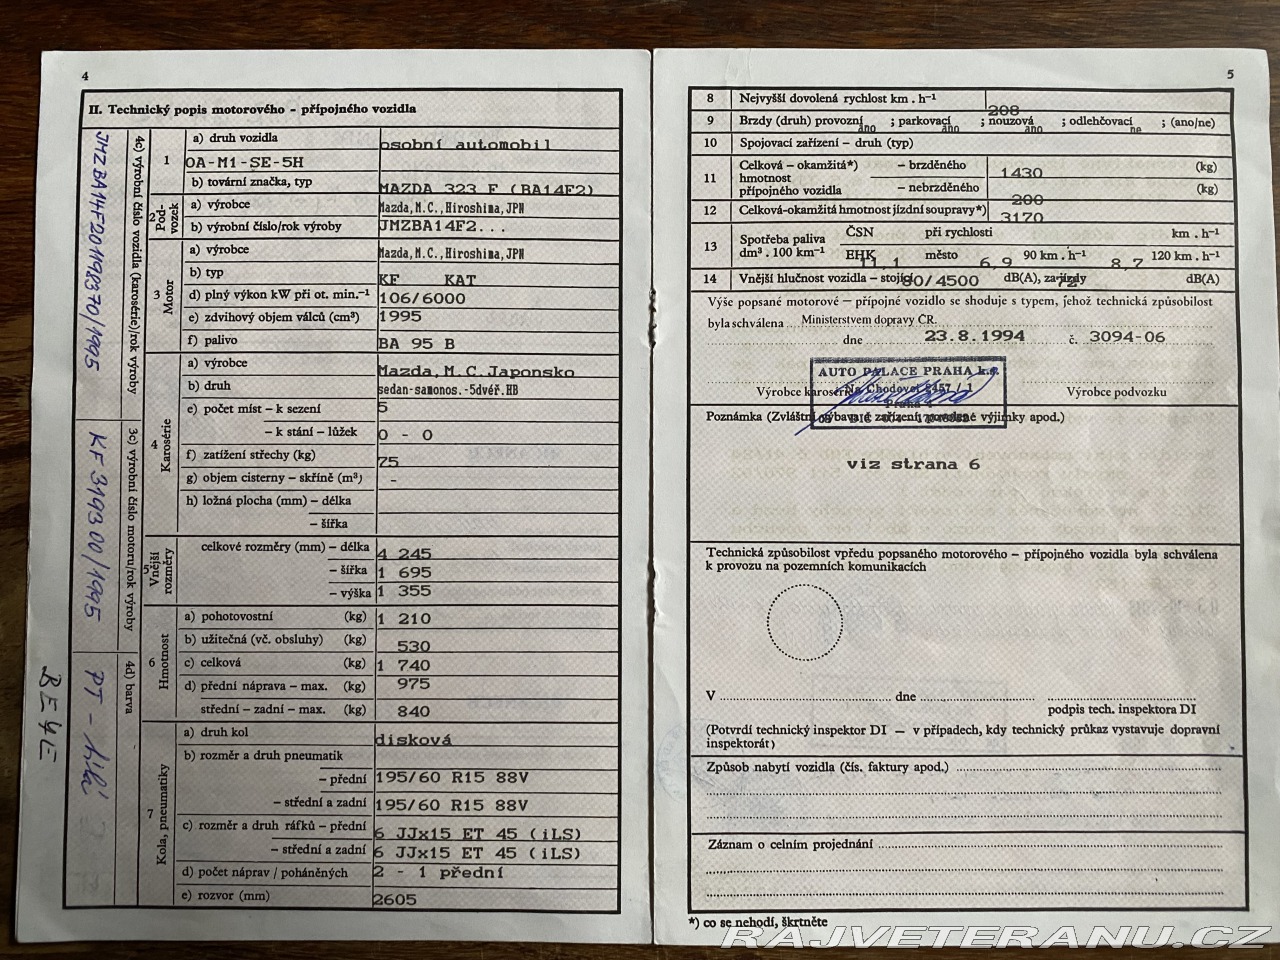 4
II. Technický popis motorového – přípojného vozidla
4c) výrobní číslo vozidla (karosérie)/rok výroby
JMZBA14F201198370/1995
3c) výrobní číslo motoru/rok výroby
KF 319300/1995
4d) barva
PT –
1
a) druh vozidla osobní automobil
OA-M1-SE-5H
b) tovární značka, typ MAZDA 323 F (BA14F2)
2 Pod-
vozek
a) výrobce Mazda,M.C.,Hiroshima,JPN
b) výrobní číslo/rok výroby JMZBA14F2...
3 Motor
a) výrobce Mazda,M.C.,Hiroshima,JPN
b) typ KF KAT
d) plný výkon kW při ot. min.⁻¹ 106/6000
e) zdvihový objem válců (cm³) 1995
f) palivo BA 95 B
4 Karosérie
a) výrobce Mazda,M.C.Japonsko
b) druh sedan-samonos.-5dvéř.HB
e) počet míst – k sezení 5
– k stání – lůžek 0 - 0
f) zatížení střechy (kg) 75
g) objem cisterny – skříně (m³) -
h) ložná plocha (mm) – délka
– šířka
5 Vnější
rozměry
celkové rozměry (mm) – délka 4 245
– šířka 1 695
– výška 1 355
6 Hmotnost
a) pohotovostní (kg) 1 210
b) užitečná (vč. obsluhy) (kg) 530
c) celková (kg) 1 740
d) přední náprava – max. (kg) 975
střední – zadní – max. (kg) 840
7 Kola, pneumatiky
a) druh kol disková
b) rozměr a druh pneumatik
– přední 195/60 R15 88V
– střední a zadní 195/60 R15 88V
c) rozměr a druh ráfků – přední 6 JJx15 ET 45 (iLS)
– střední a zadní 6 JJx15 ET 45 (iLS)
d) počet náprav / poháněných 2 - 1 přední
e) rozvor (mm) 2605
5
8 Nejvyšší dovolená rychlost km . h⁻¹ 208
9 Brzdy (druh) provozní ano ; parkovací ano ; nouzová ano ; odlehčovací ne ; (ano/ne)
10 Spojovací zařízení – druh (typ)
11 Celková – okamžitá*) – brzděného 1430 (kg)
hmotnost
přípojného vozidla – nebrzděného 200 (kg)
12 Celková-okamžitá hmotnost jízdní soupravy*) 3170
13 Spotřeba paliva ČSN při rychlosti km . h⁻¹
dm³ . 100 km⁻¹ EHK 11,1 město 6,9 90 km . h⁻¹ 8,7 120 km . h⁻¹
14 Vnější hlučnost vozidla – stojící 80/4500 dB(A), za jízdy 72 dB(A)
Výše popsané motorové – přípojné vozidlo se shoduje s typem, jehož technická způsobilost
byla schválena Ministerstvem dopravy ČR.
dne 23.8.1994 č. 3094-06
AUTO PALACE PRAHA k.s.
Na Chodovci 2457/1
Praha
Výrobce karosérie Výrobce podvozku
Poznámka (Zvláštní výbava a zařízení, povolené výjimky apod.)
viz strana 6
Technická způsobilost vpředu popsaného motorového – přípojného vozidla byla schválena
k provozu na pozemních komunikacích
V dne
podpis tech. inspektora DI
(Potvrdí technický inspektor DI – v případech, kdy technický průkaz vystavuje dopravní
inspektorát)
Způsob nabytí vozidla (čís. faktury apod.)
Záznam o celním projednání
*) co se nehodí, škrtněte
RAJVETERANU.CZ